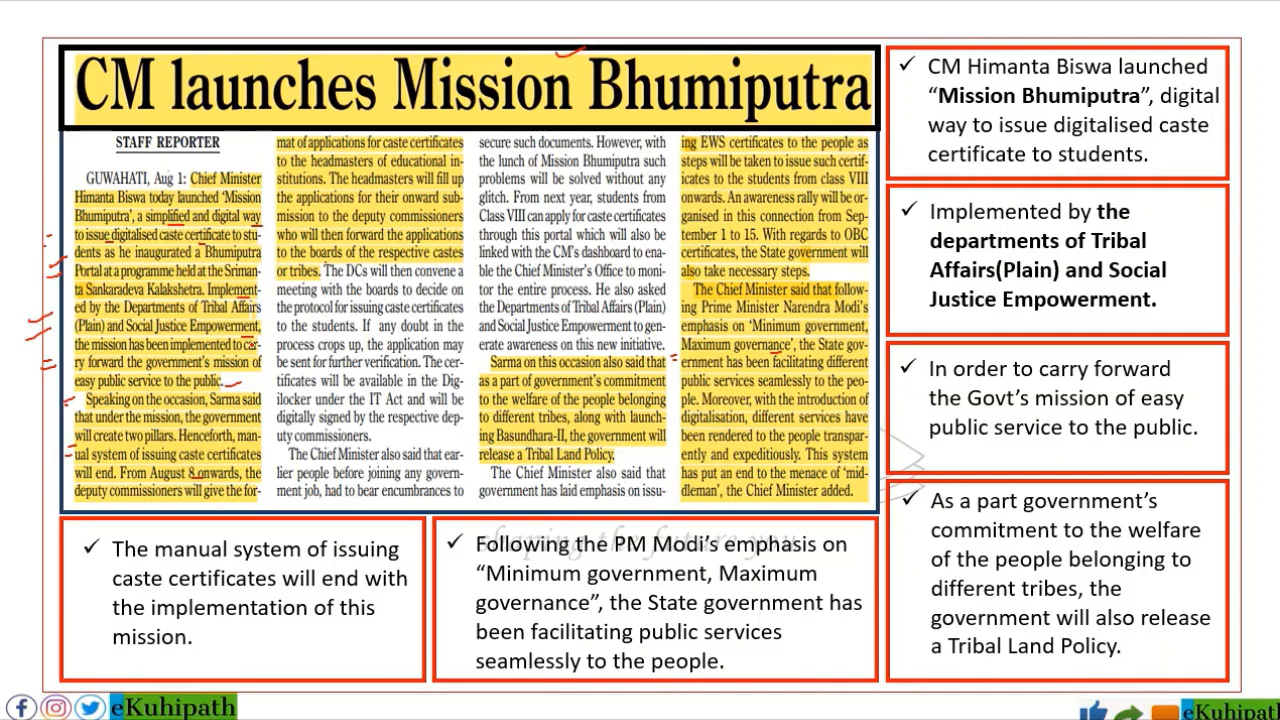 CM launches Mission Bhumiputra
STAFF REPORTER
GUWAHATI, Aug 1: Chief Minister
Himanta Biswa today launched ‘Mission
Bhumiputra’, a simplified and digital way
to issue digitalised caste certificate to stu-
dents as he inaugurated a Bhumiputra
Portal at a programme held at the Sriman-
ta Sankaradeva Kalakshetra. Implement-
ed by the Departments of Tribal Affairs
(Plain) and Social Justice Empowerment,
the mission has been implemented to car-
ry forward the government’s mission of
easy public service to the public.
Speaking on the occasion, Sarma said
that under the mission, the government
will create two pillars. Henceforth, man-
ual system of issuing caste certificates
will end. From August 8 onwards, the
deputy commissioners will give the for-
mat of applications for caste certificates
to the headmasters of educational in-
stitutions. The headmasters will fill up
the applications for their onward sub-
mission to the deputy commissioners
who will then forward the applications
to the boards of the respective castes
or tribes. The DCs will then convene a
meeting with the boards to decide on
the protocol for issuing caste certificates
to the students. If any doubt in the
process crops up, the application may
be sent for further verification. The cer-
tificates will be available in the Dig-
ilocker under the IT Act and will be
digitally signed by the respective dep-
uty commissioners.
The Chief Minister also said that ear-
lier people before joining any govern-
ment job, had to bear encumbrances to
secure such documents. However, with
the lunch of Mission Bhumiputra such
problems will be solved without any
glitch. From next year, students from
Class VIII can apply for caste certificates
through this portal which will also be
linked with the CM’s dashboard to ena-
ble the Chief Minister’s Office to moni-
tor the entire process. He also asked
the Departments of Tribal Affairs (Plain)
and Social Justice Empowerment to gen-
erate awareness on this new initiative.
Sarma on this occasion also said that
as a part of government’s commitment
to the welfare of the people belonging
to different tribes, along with launch-
ing Basundhara-II, the government will
release a Tribal Land Policy.
The Chief Minister also said that
government has laid emphasis on issu-
ing EWS certificates to the people as
steps will be taken to issue such certif-
icates to the students from class VIII
onwards. An awareness rally will be or-
ganised in this connection from Sep-
tember 1 to 15. With regards to OBC
certificates, the State government will
also take necessary steps.
The Chief Minister said that follow-
ing Prime Minister Narendra Modi’s
emphasis on ‘Minimum government,
Maximum governance’, the State gov-
ernment has been facilitating different
public services seamlessly to the peo-
ple. Moreover, with the introduction of
digitalisation, different services have
been rendered to the people transpar-
ently and expeditiously. This system
has put an end to the menace of ‘mid-
dleman’, the Chief Minister added.
✓ CM Himanta Biswa launched
“Mission Bhumiputra”, digital
way to issue digitalised caste
certificate to students.
✓ Implemented by the
departments of Tribal
Affairs(Plain) and Social
Justice Empowerment.
✓ In order to carry forward
the Govt’s mission of easy
public service to the public.
✓ As a part government’s
commitment to the welfare
of the people belonging to
different tribes, the
government will also release
a Tribal Land Policy.
✓ The manual system of issuing
caste certificates will end with
the implementation of this
mission.
shaping the future you
✓ Following the PM Modi’s emphasis on
“Minimum government, Maximum
governance”, the State government has
been facilitating public services
seamlessly to the people.
eKuhipath
eKuhipath